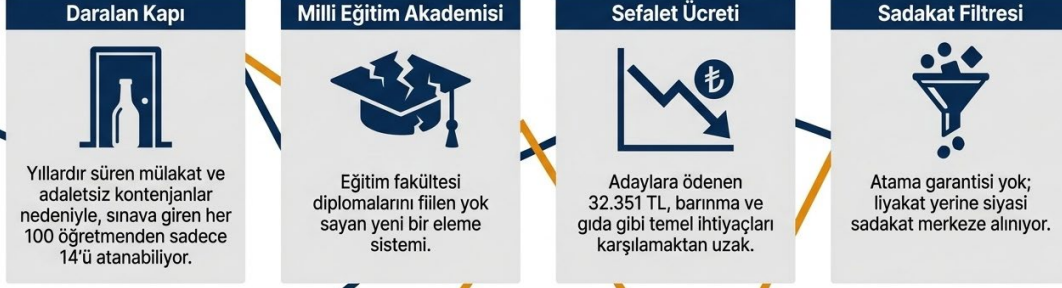 Daralan Kapı
Yıllardır süren mülakat ve
adaletsiz kontenjanlar
nedeniyle, sınava giren her
100 öğretmenden sadece
14'ü atanabiliyor.
Milli Eğitim Akademisi
Eğitim fakültesi
diplomalarını fiilen yok
sayan yeni bir eleme
sistemi.
Sefalet Ücreti
₺
Adaylara ödenen
32.351 TL, barınma ve
gıda gibi temel ihtiyaçları
karşılamaktan uzak.
Sadakat Filtresi
Atama garantisi yok;
liyakat yerine siyasi
sadakat merkeze alınıyor.